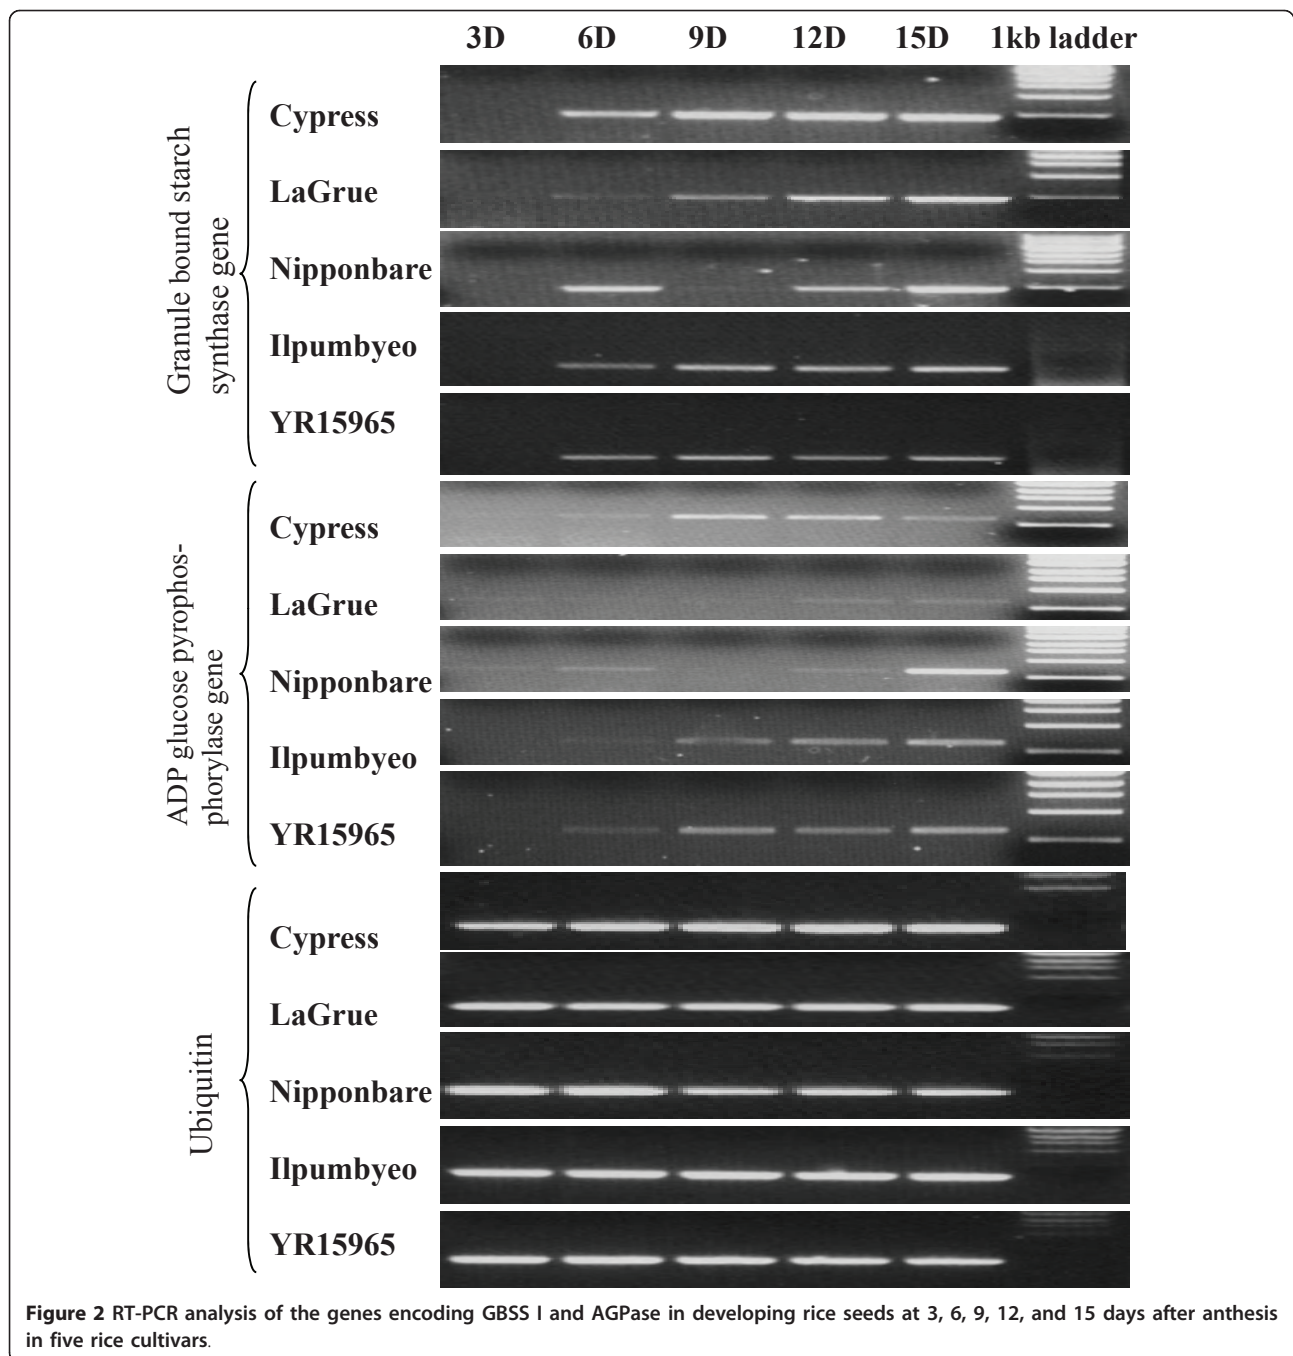 3D 6D 9D 12D 15D 1kb ladder
Granule bound starch
synthase gene
Cypress
LaGrue
Nipponbare
Ilpumbyeo
YR15965
ADP glucose pyrophos-
phorylase gene
Cypress
LaGrue
Nipponbare
Ilpumbyeo
YR15965
Ubiquitin
Cypress
LaGrue
Nipponbare
Ilpumbyeo
YR15965
Figure 2 RT-PCR analysis of the genes encoding GBSS I and AGPase in developing rice seeds at 3, 6, 9, 12, and 15 days after anthesis
in five rice cultivars.